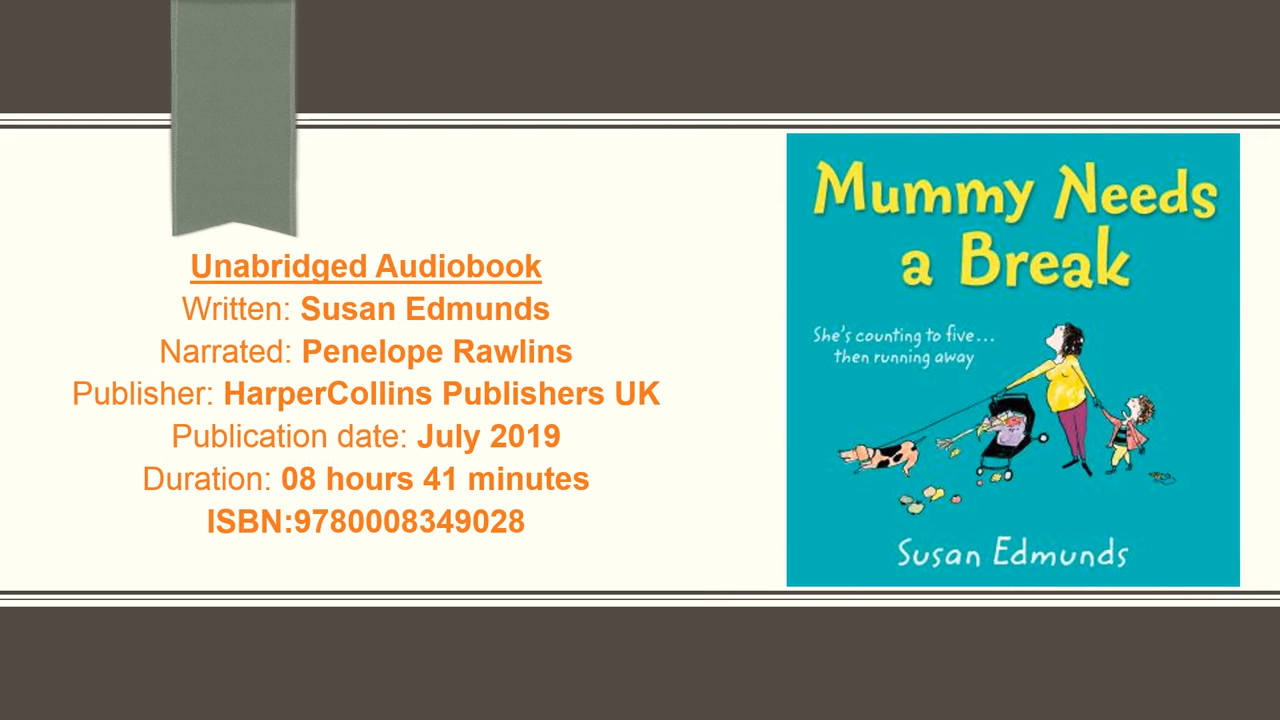 Unabridged Audiobook
Written: Susan Edmunds
Narrated: Penelope Rawlins
Publisher: HarperCollins Publishers UK
Publication date: July 2019
Duration: 08 hours 41 minutes
ISBN:9780008349028
Mummy Needs
a Break
She's counting to five...
then running away
Susan Edmunds